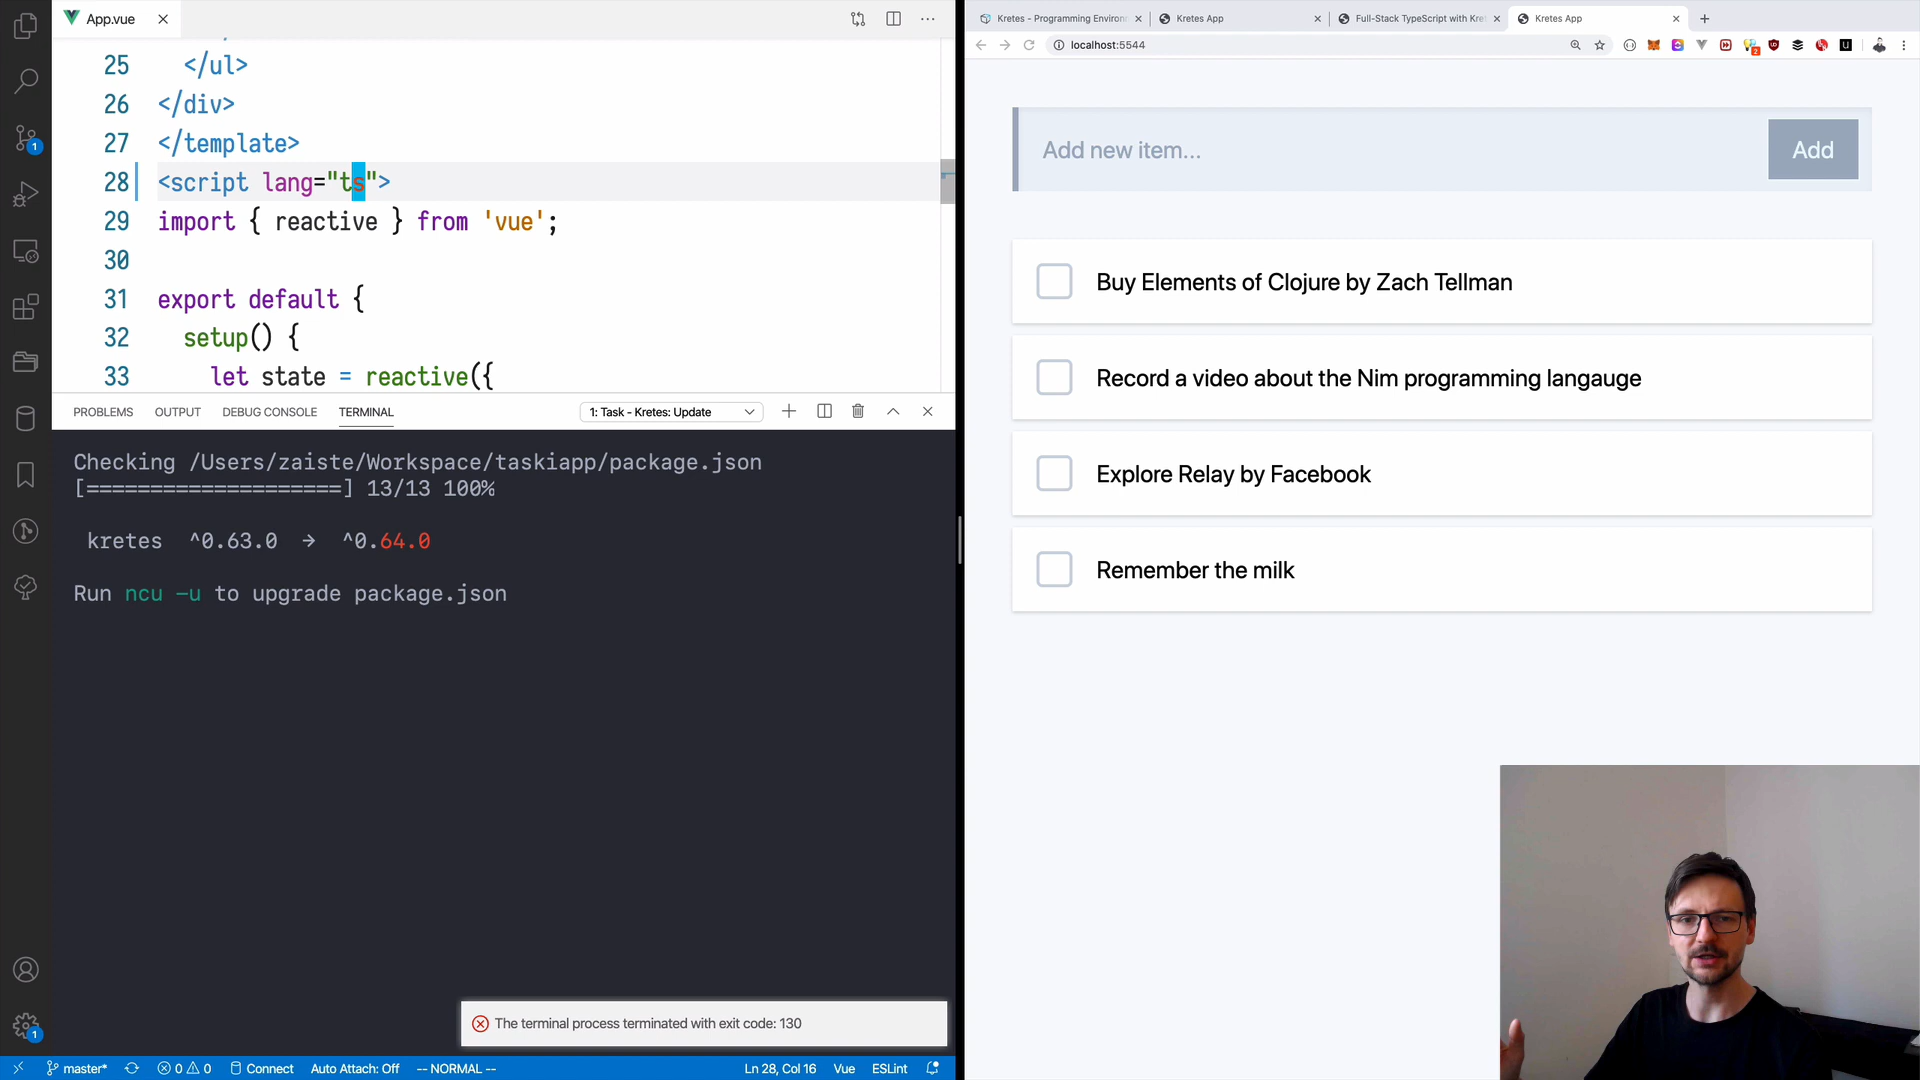 App.vue
25 </ul>
26 </div>
27 </template>
28 <script lang="ts">
29 import { reactive } from 'vue';
30
31 export default {
32 setup() {
33 let state = reactive({
PROBLEMS OUTPUT DEBUG CONSOLE TERMINAL 1: Task - Kretes: Update
Checking /Users/zaiste/Workspace/taskiapp/package.json
[====================] 13/13 100%
kretes ^0.63.0 → ^0.64.0
Run ncu -u to upgrade package.json
The terminal process terminated with exit code: 130
master* 0 0 Connect Auto Attach: Off -- NORMAL -- Ln 28, Col 16 Vue ESLint
1
1
Kretes - Programming Environ Kretes App Full-Stack TypeScript with Kre Kretes App
localhost:5544
2
Add new item... Add
Buy Elements of Clojure by Zach Tellman
Record a video about the Nim programming langauge
Explore Relay by Facebook
Remember the milk